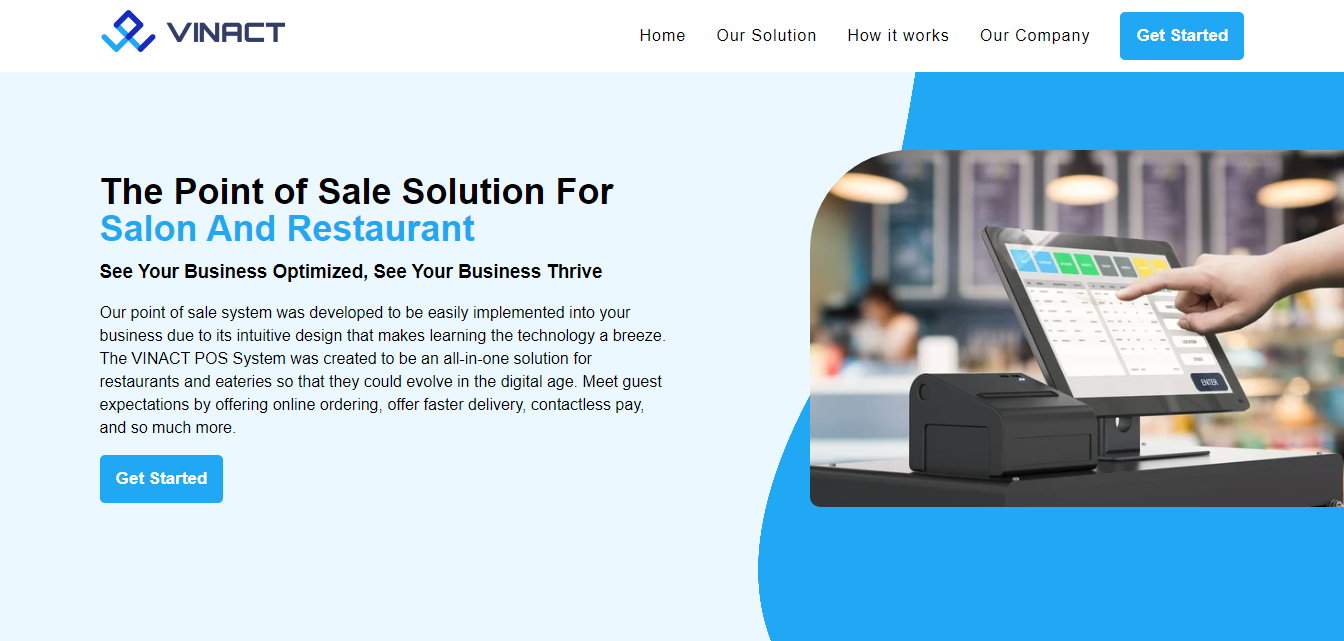 VINACT
Home Our Solution How it works Our Company Get Started
The Point of Sale Solution For
Salon And Restaurant
See Your Business Optimized, See Your Business Thrive
Our point of sale system was developed to be easily implemented into your
business due to its intuitive design that makes learning the technology a breeze.
The VINACT POS System was created to be an all-in-one solution for
restaurants and eateries so that they could evolve in the digital age. Meet guest
expectations by offering online ordering, offer faster delivery, contactless pay,
and so much more.
Get Started
ENTER